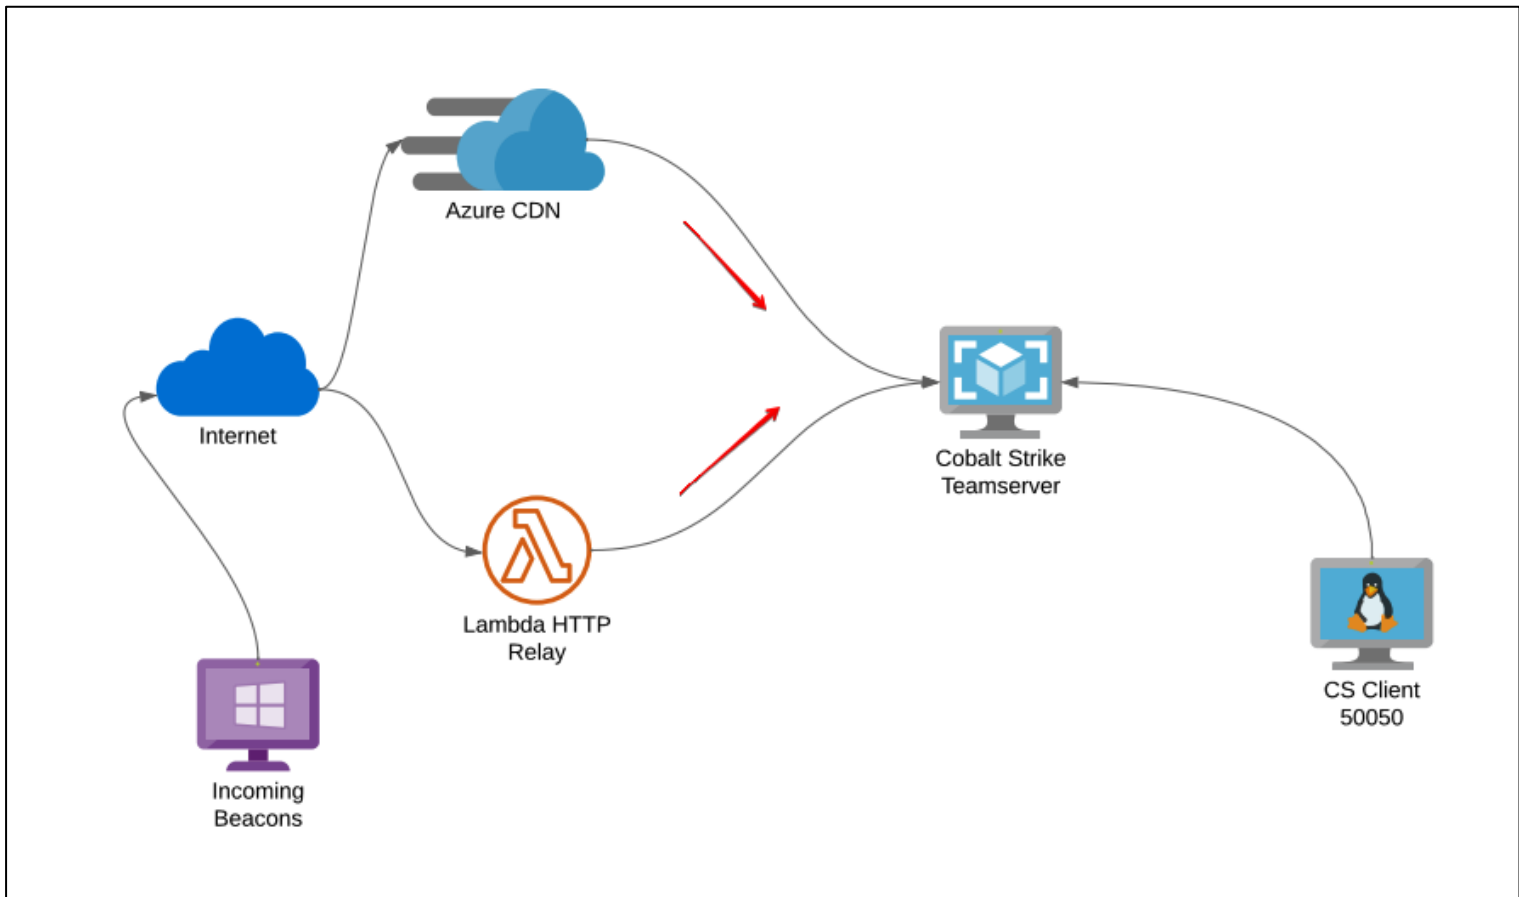 Azure CDN
Internet
Cobalt Strike
Teamserver
Lambda HTTP
Relay
CS Client
50050
Incoming
Beacons